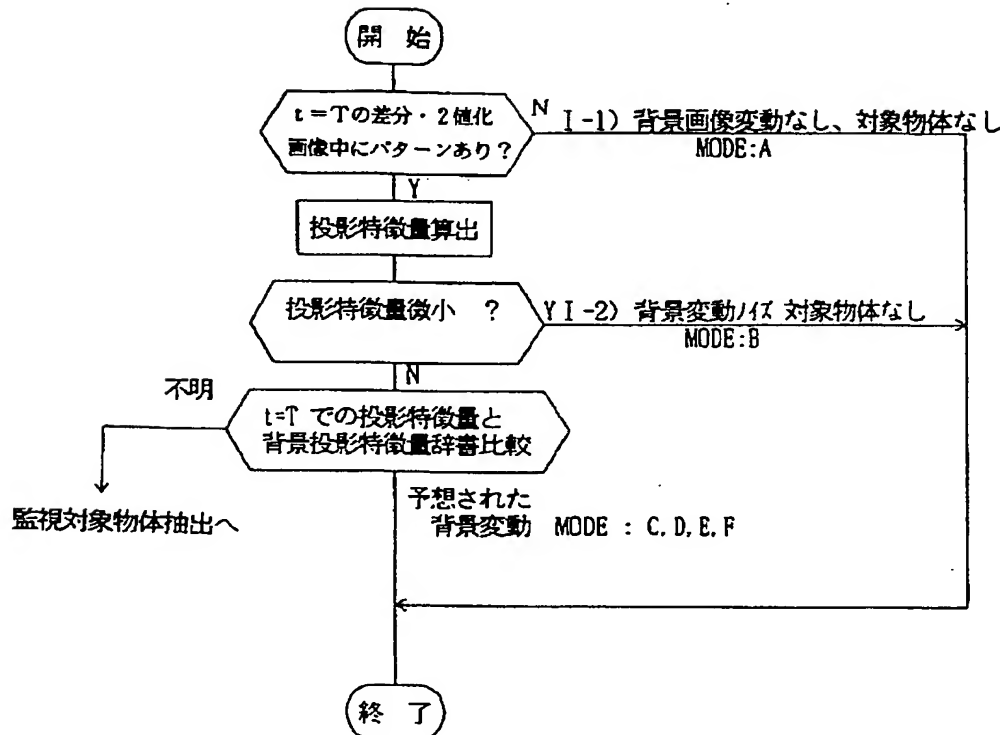 開 始
t=Tの差分・2値化
画像中にパターンあり?
N
I-1) 背景画像変動なし、対象物体なし
MODE:A
Y
投影特徴量算出
投影特徴量微小 ?
Y I-2) 背景変動ノイズ 対象物体なし
MODE:B
N
不明
t=T での投影特徴量と
背景投影特徴量辞書比較
監視対象物体抽出へ
予想された
背景変動 MODE : C, D, E, F
終 了